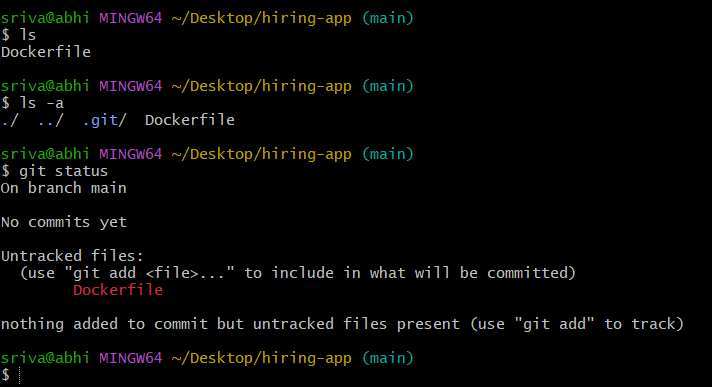 sriva@abhi MINGW64 ~/Desktop/hiring-app (main)
$ ls
Dockerfile

sriva@abhi MINGW64 ~/Desktop/hiring-app (main)
$ ls -a
./  ../  .git/  Dockerfile

sriva@abhi MINGW64 ~/Desktop/hiring-app (main)
$ git status
On branch main

No commits yet

Untracked files:
  (use "git add <file>..." to include in what will be committed)
        Dockerfile

nothing added to commit but untracked files present (use "git add" to track)

sriva@abhi MINGW64 ~/Desktop/hiring-app (main)
$